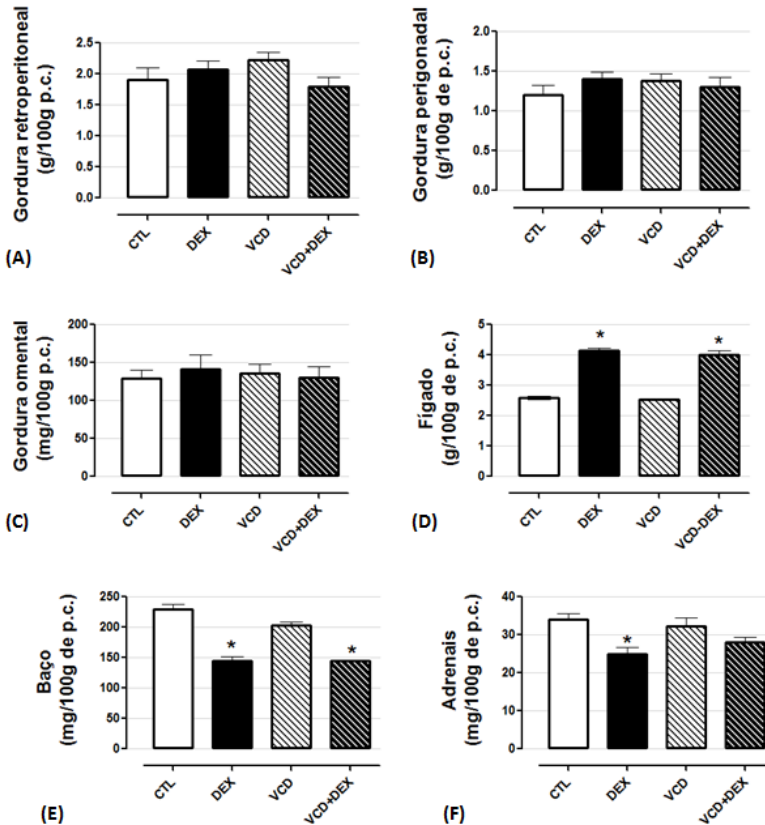 Gordura retroperitoneal
(g/100g p.c.)
2.5
2.0
1.5
1.0
0.5
0.0
CTL
DEX
VCD
VCD+DEX
(A)
Gordura perigonadal
(g/100g de p.c.)
2.0
1.5
1.0
0.5
0.0
CTL
DEX
VCD
VCD+DEX
(B)
Gordura omental
(mg/100g p.c.)
200
150
100
50
0
CTL
DEX
VCD
VCD+DEX
(C)
Fígado
(g/100g de p.c.)
5
4
3
2
1
0
*
*
CTL
DEX
VCD
VCD-DEX
(D)
Baço
(mg/100g de p.c.)
250
200
150
100
50
0
*
*
CTL
DEX
VCD
VCD+DEX
(E)
Adrenais
(mg/100g de p.c.)
40
30
20
10
0
*
CTL
DEX
VCD
VCD+DEX
(F)